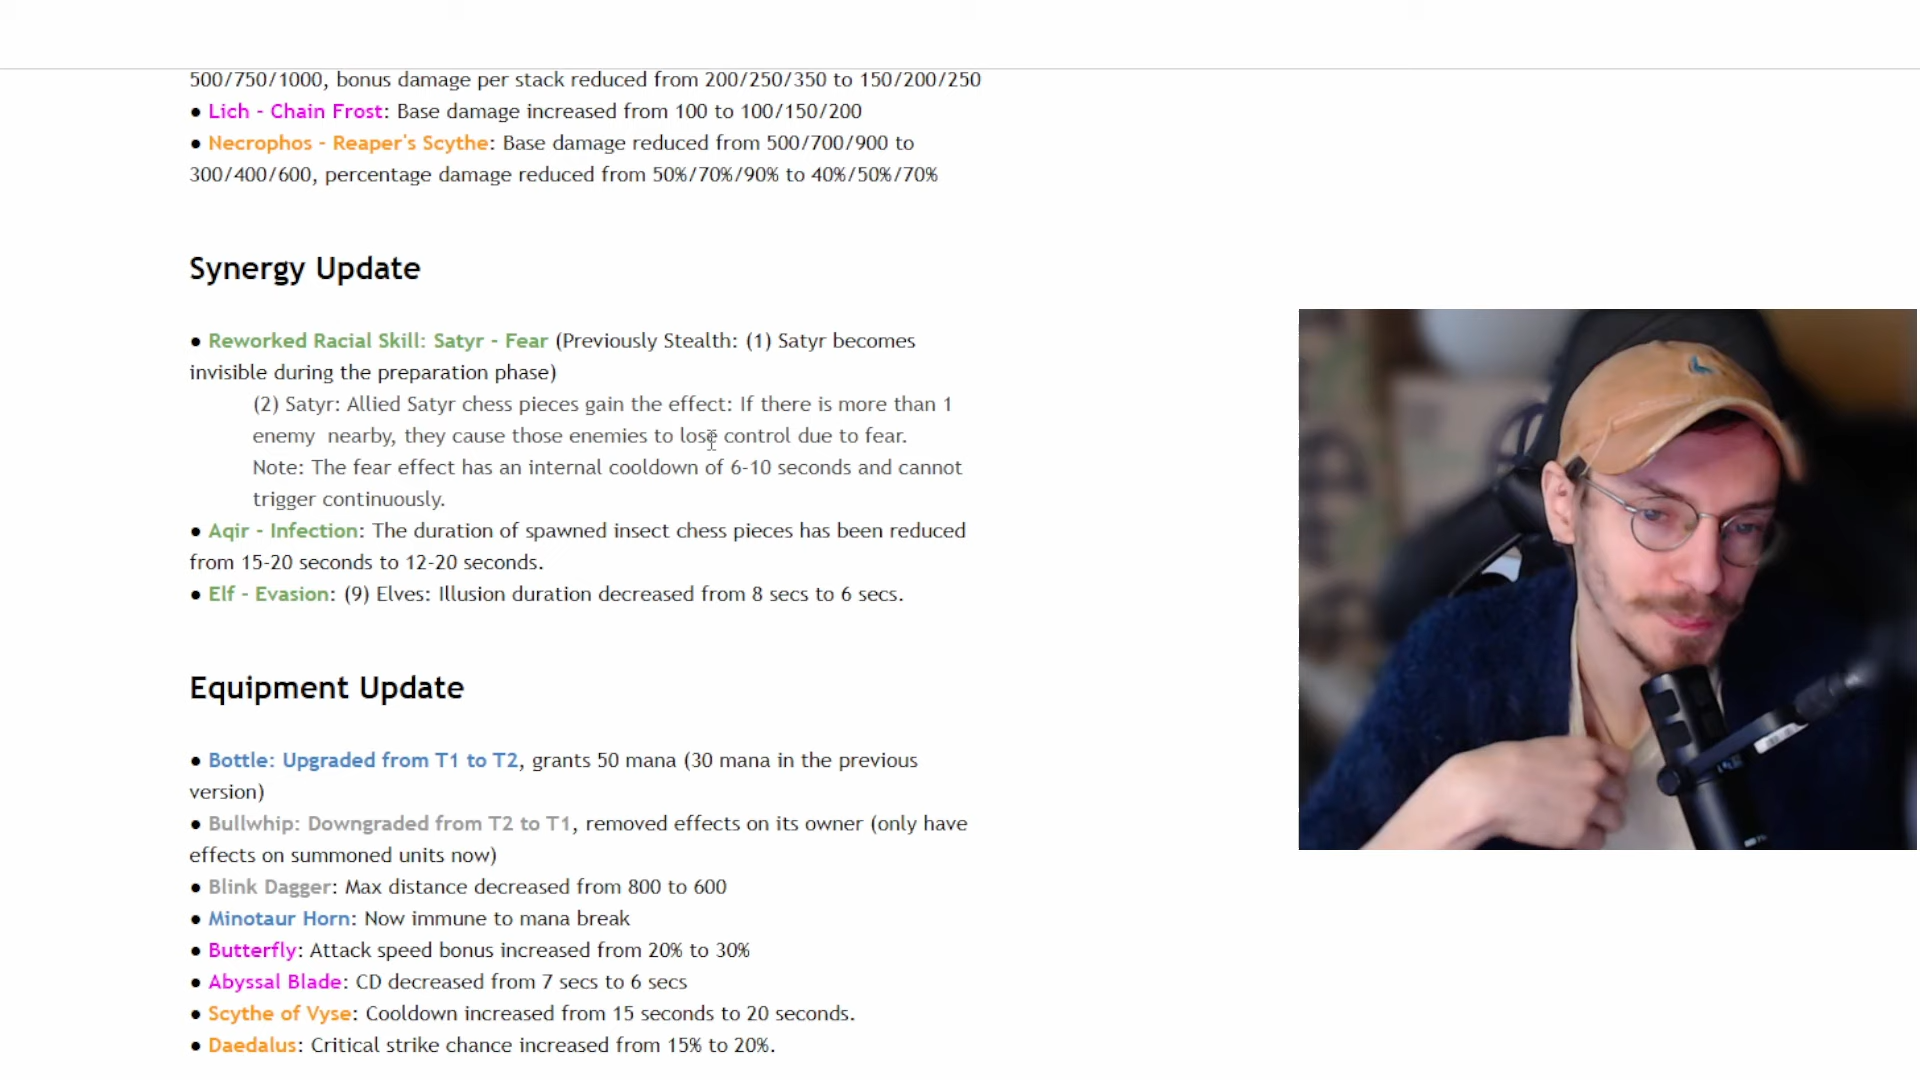 500/750/1000, bonus damage per stack reduced from 200/250/350 to 150/200/250
● Lich - Chain Frost: Base damage increased from 100 to 100/150/200
● Necrophos - Reaper's Scythe: Base damage reduced from 500/700/900 to
300/400/600, percentage damage reduced from 50%/70%/90% to 40%/50%/70%
Synergy Update
● Reworked Racial Skill: Satyr - Fear (Previously Stealth: (1) Satyr becomes
invisible during the preparation phase)
(2) Satyr: Allied Satyr chess pieces gain the effect: If there is more than 1
enemy  nearby, they cause those enemies to lose control due to fear.
Note: The fear effect has an internal cooldown of 6-10 seconds and cannot
trigger continuously.
● Aqir - Infection: The duration of spawned insect chess pieces has been reduced
from 15-20 seconds to 12-20 seconds.
● Elf - Evasion: (9) Elves: Illusion duration decreased from 8 secs to 6 secs.
Equipment Update
● Bottle: Upgraded from T1 to T2, grants 50 mana (30 mana in the previous
version)
● Bullwhip: Downgraded from T2 to T1, removed effects on its owner (only have
effects on summoned units now)
● Blink Dagger: Max distance decreased from 800 to 600
● Minotaur Horn: Now immune to mana break
● Butterfly: Attack speed bonus increased from 20% to 30%
● Abyssal Blade: CD decreased from 7 secs to 6 secs
● Scythe of Vyse: Cooldown increased from 15 seconds to 20 seconds.
● Daedalus: Critical strike chance increased from 15% to 20%.